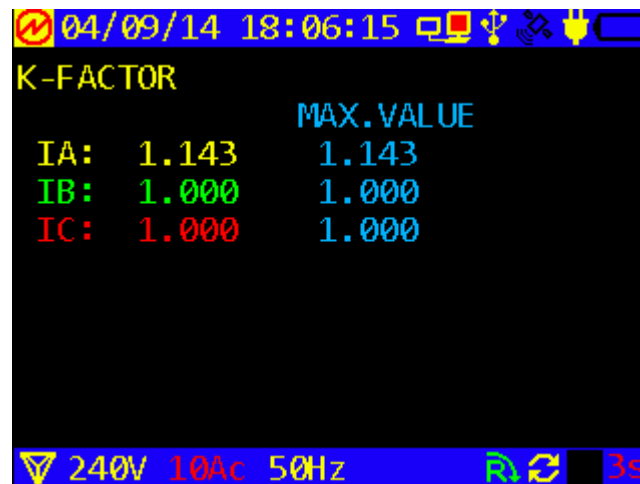 04/09/14 18:06:15
K-FACTOR
MAX.VALUE
IA: 1.143 1.143
IB: 1.000 1.000
IC: 1.000 1.000
240V 10Ac 50Hz R 3s